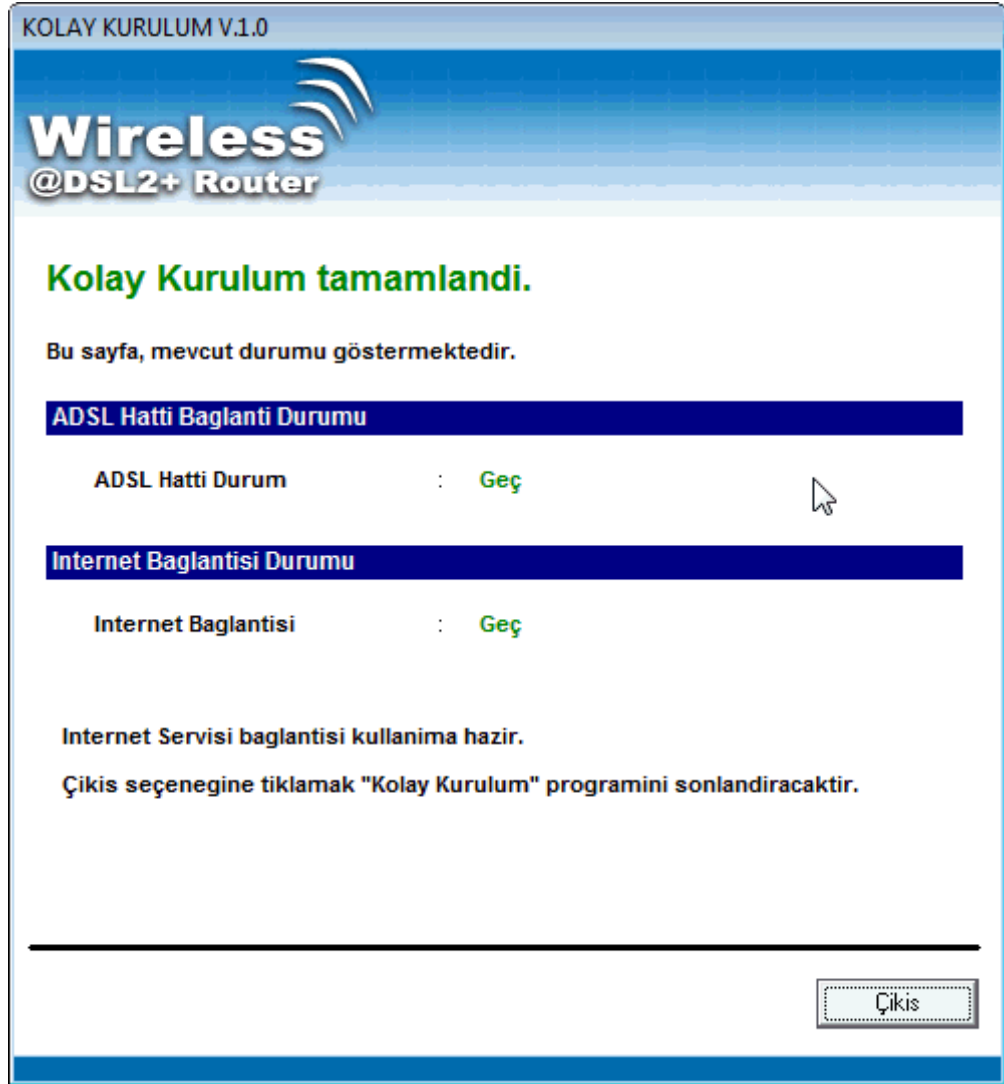 KOLAY KURULUM V.1.0
Wireless
@DSL2+ Router
Kolay Kurulum tamamlandi.
Bu sayfa, mevcut durumu göstermektedir.
ADSL Hatti Baglanti Durumu
ADSL Hatti Durum : Geç
Internet Baglantisi Durumu
Internet Baglantisi : Geç
Internet Servisi baglantisi kullanima hazir.
Çikis seçenegine tiklamak "Kolay Kurulum" programini sonlandiracaktir.
Çikis